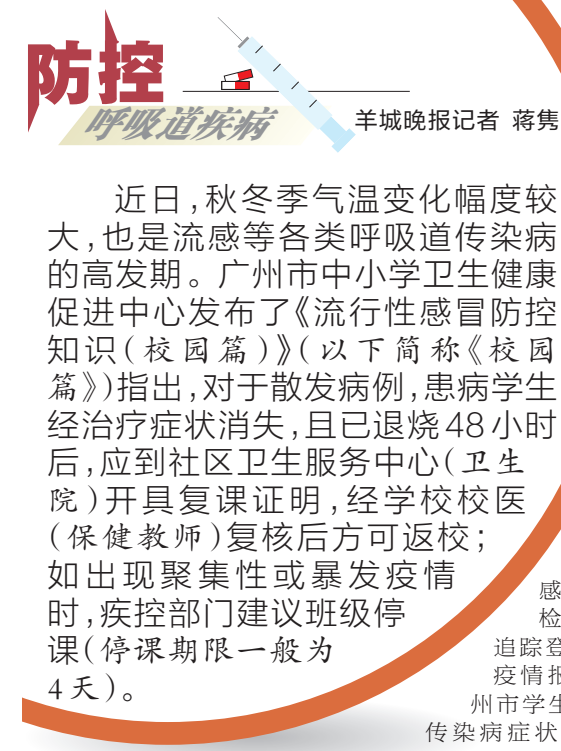 防控
呼吸道疾病
羊城晚报记者 蒋隽
近日,秋冬季气温变化幅度较
大,也是流感等各类呼吸道传染病
的高发期。广州市中小学卫生健康
促进中心发布了《流行性感冒防控
知识(校园篇)》(以下简称《校园
篇》)指出,对于散发病例,患病学生
经治疗症状消失,且已退烧48小时
后,应到社区卫生服务中心(卫生
院)开具复课证明,经学校校医
(保健教师)复核后方可返校;
如出现聚集性或暴发疫情
时,疾控部门建议班级停
课(停课期限一般为
4天)。
感
检
追踪登
疫情报
州市学生
传染病症状